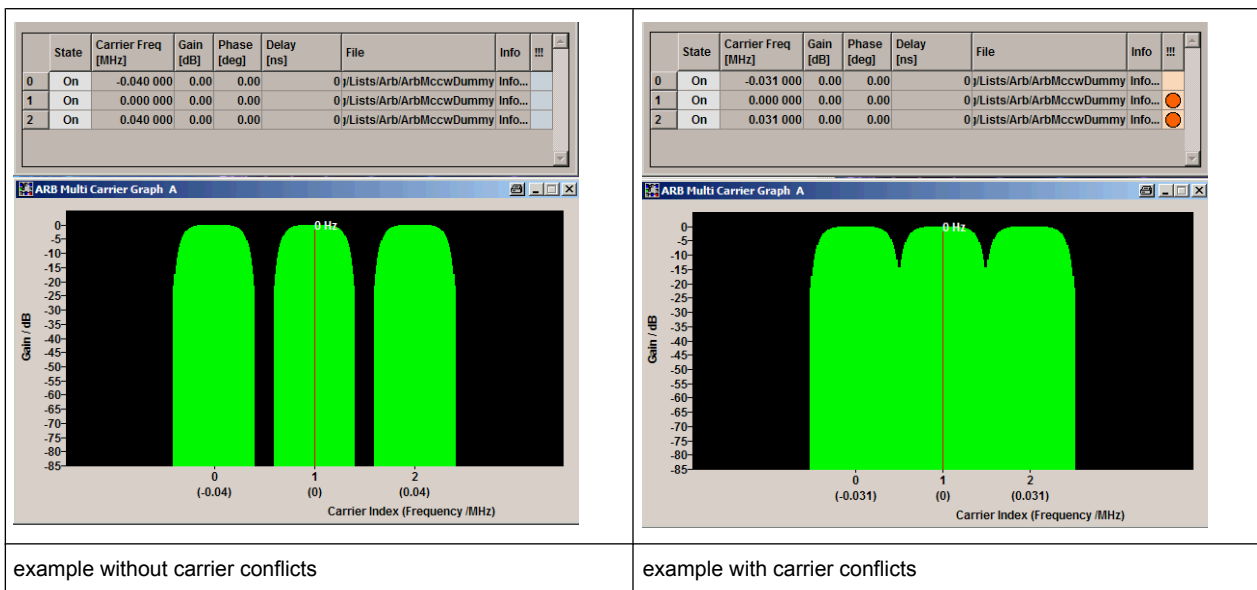 State Carrier Freq [MHz] Gain [dB] Phase [deg] Delay [ns] File Info !!!
0 On -0.040 000 0.00 0.00 0 g/Lists/Arb/ArbMccwDummy Info...
1 On 0.000 000 0.00 0.00 0 g/Lists/Arb/ArbMccwDummy Info...
2 On 0.040 000 0.00 0.00 0 g/Lists/Arb/ArbMccwDummy Info...
ARB Multi Carrier Graph A
0 Hz
0
-5
-10
-15
-20
-25
-30
-35
-40
-45
-50
-55
-60
-65
-70
-75
-80
-85
Gain / dB
0 1 2
(-0.04) (0) (0.04)
Carrier Index (Frequency /MHz)
example without carrier conflicts
State Carrier Freq [MHz] Gain [dB] Phase [deg] Delay [ns] File Info !!!
0 On -0.031 000 0.00 0.00 0 g/Lists/Arb/ArbMccwDummy Info...
1 On 0.000 000 0.00 0.00 0 g/Lists/Arb/ArbMccwDummy Info...
2 On 0.031 000 0.00 0.00 0 g/Lists/Arb/ArbMccwDummy Info...
ARB Multi Carrier Graph A
0 Hz
0
-5
-10
-15
-20
-25
-30
-35
-40
-45
-50
-55
-60
-65
-70
-75
-80
-85
Gain / dB
0 1 2
(-0.031) (0) (0.031)
Carrier Index (Frequency /MHz)
example with carrier conflicts